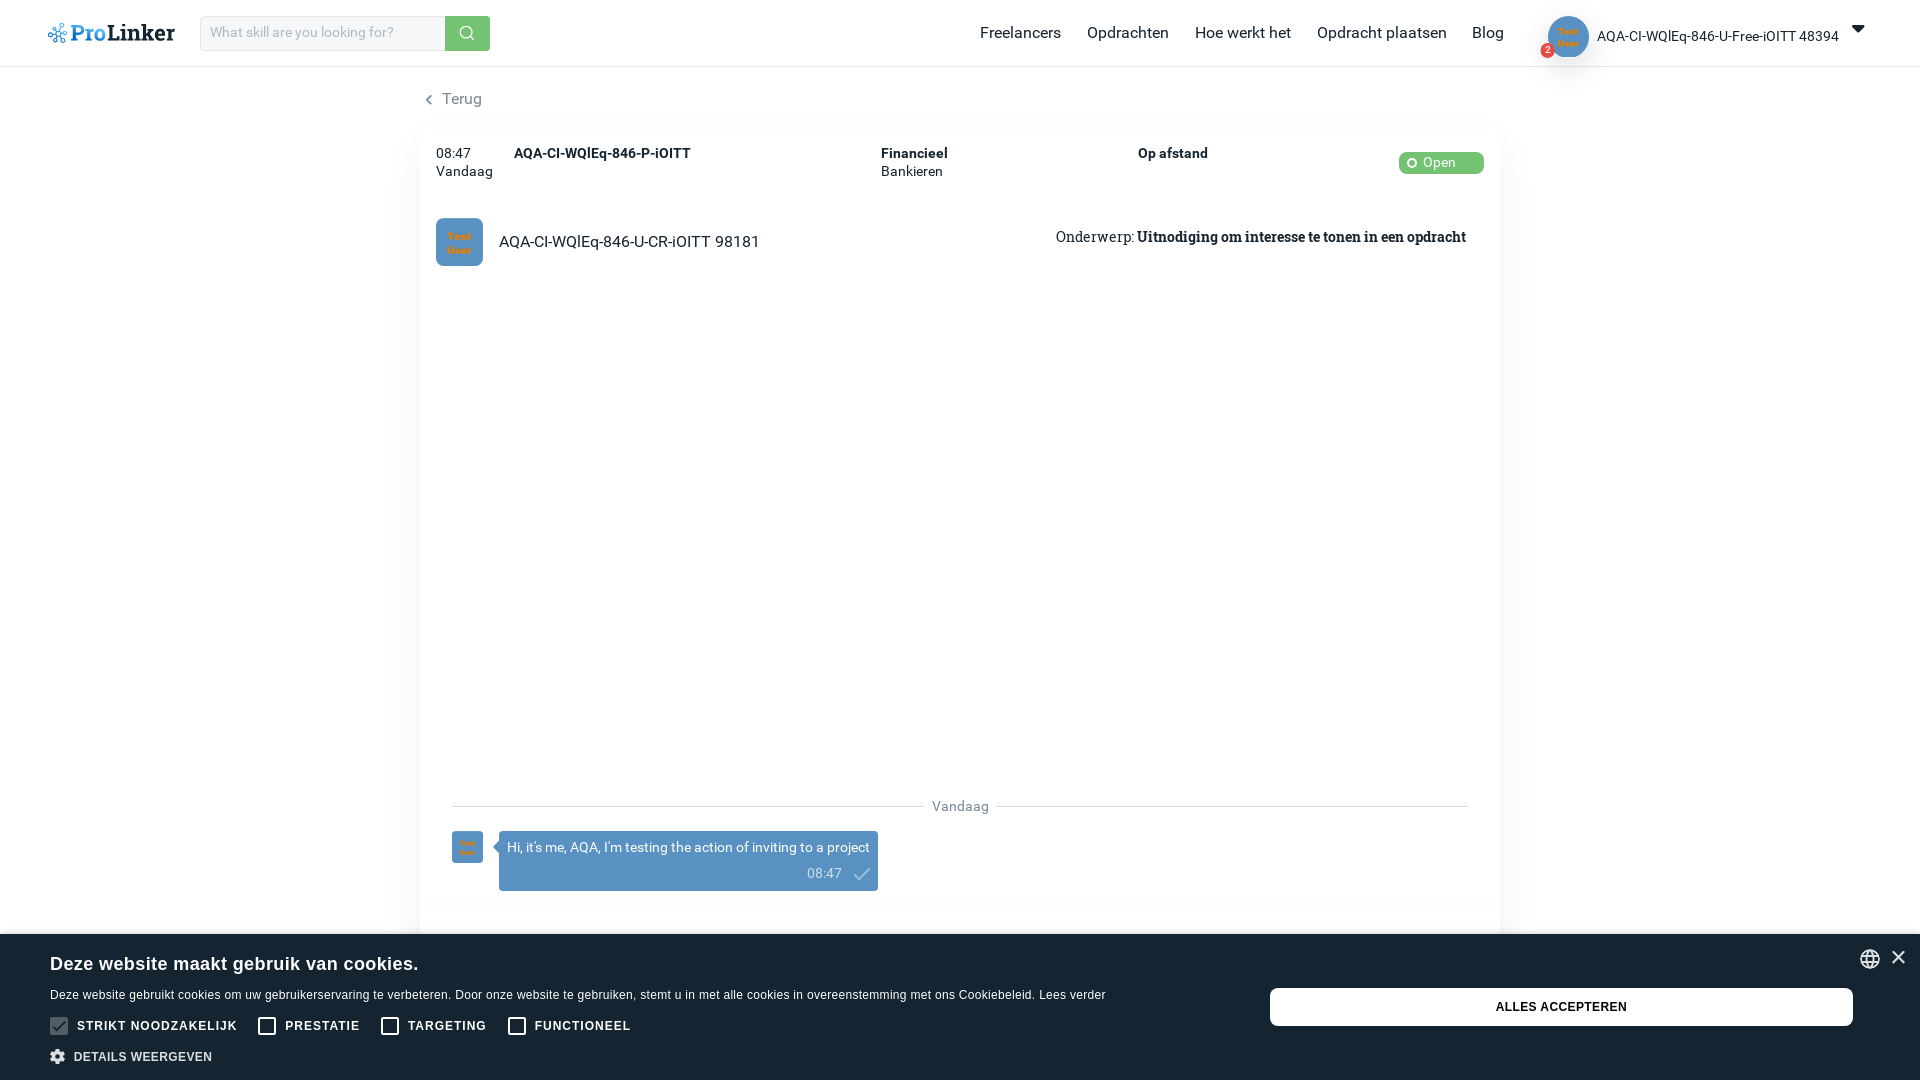 ProLinker
What skill are you looking for?
Freelancers
Opdrachten
Hoe werkt het
Opdracht plaatsen
Blog
Test
User
2
AQA-CI-WQlEq-846-U-Free-iOITT 48394
Terug
08:47
Vandaag
AQA-CI-WQlEq-846-P-iOITT
Financieel
Bankieren
Op afstand
Open
Test
User
AQA-CI-WQlEq-846-U-CR-iOITT 98181
Onderwerp: Uitnodiging om interesse te tonen in een opdracht
Vandaag
Test
User
Hi, it's me, AQA, I'm testing the action of inviting to a project
08:47
Deze website maakt gebruik van cookies.
Deze website gebruikt cookies om uw gebruikerservaring te verbeteren. Door onze website te gebruiken, stemt u in met alle cookies in overeenstemming met ons Cookiebeleid. Lees verder
STRIKT NOODZAKELIJK
PRESTATIE
TARGETING
FUNCTIONEEL
DETAILS WEERGEVEN
ALLES ACCEPTEREN